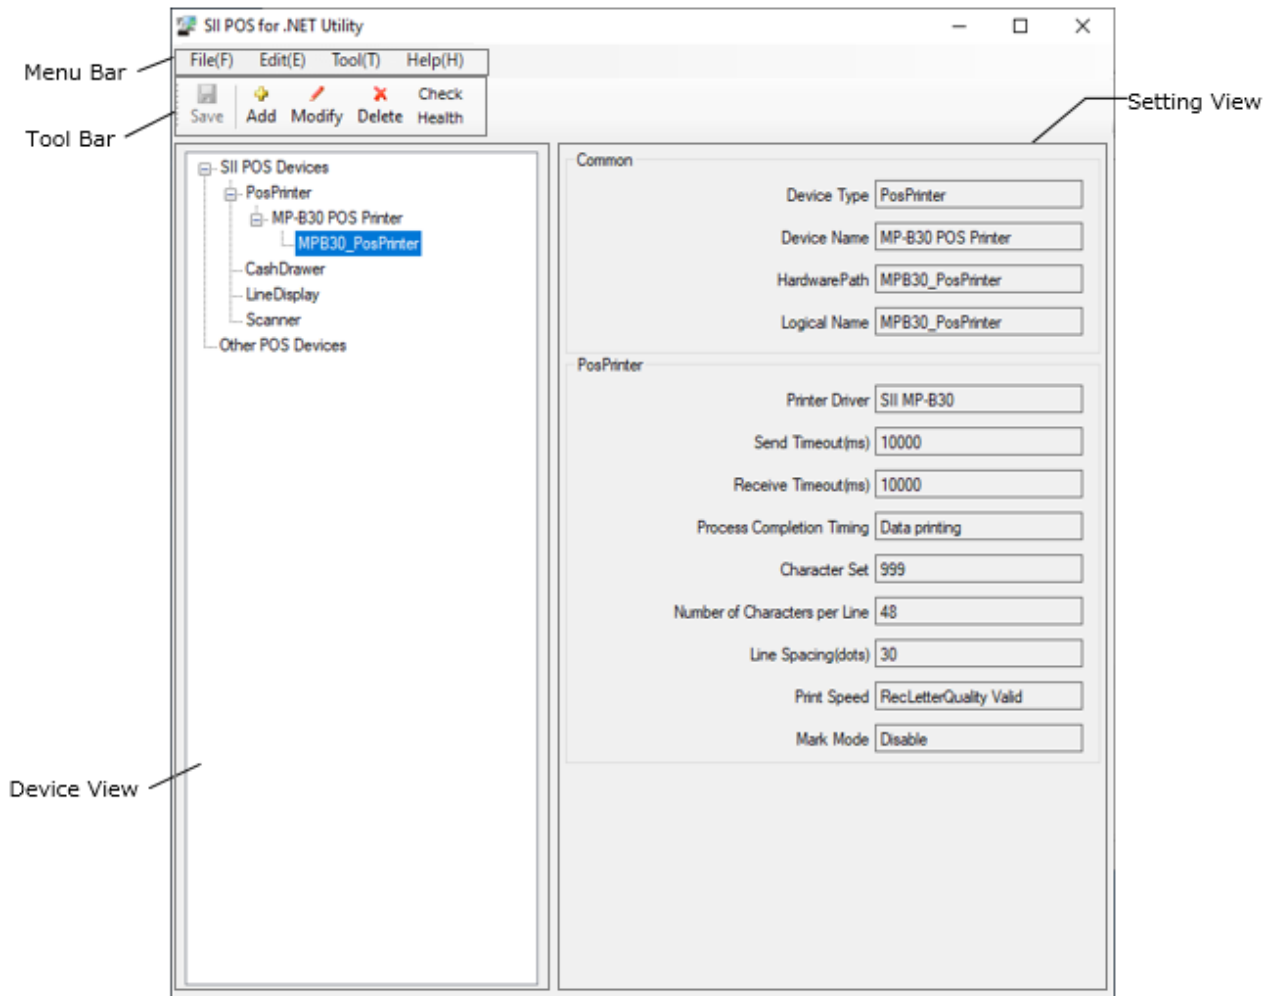 SII POS for .NET Utility
Menu Bar
File(F) Edit(E) Tool(T) Help(H)
Tool Bar
Save Add Modify Delete Check Health
Setting View
SII POS Devices
PosPrinter
MP-B30 POS Printer
MPB30_PosPrinter
CashDrawer
LineDisplay
Scanner
Other POS Devices
Device View
Common
Device Type PosPrinter
Device Name MP-B30 POS Printer
HardwarePath MPB30_PosPrinter
Logical Name MPB30_PosPrinter
PosPrinter
Printer Driver SII MP-B30
Send Timeout(ms) 10000
Receive Timeout(ms) 10000
Process Completion Timing Data printing
Character Set 999
Number of Characters per Line 48
Line Spacing(dots) 30
Print Speed RecLetterQuality Valid
Mark Mode Disable